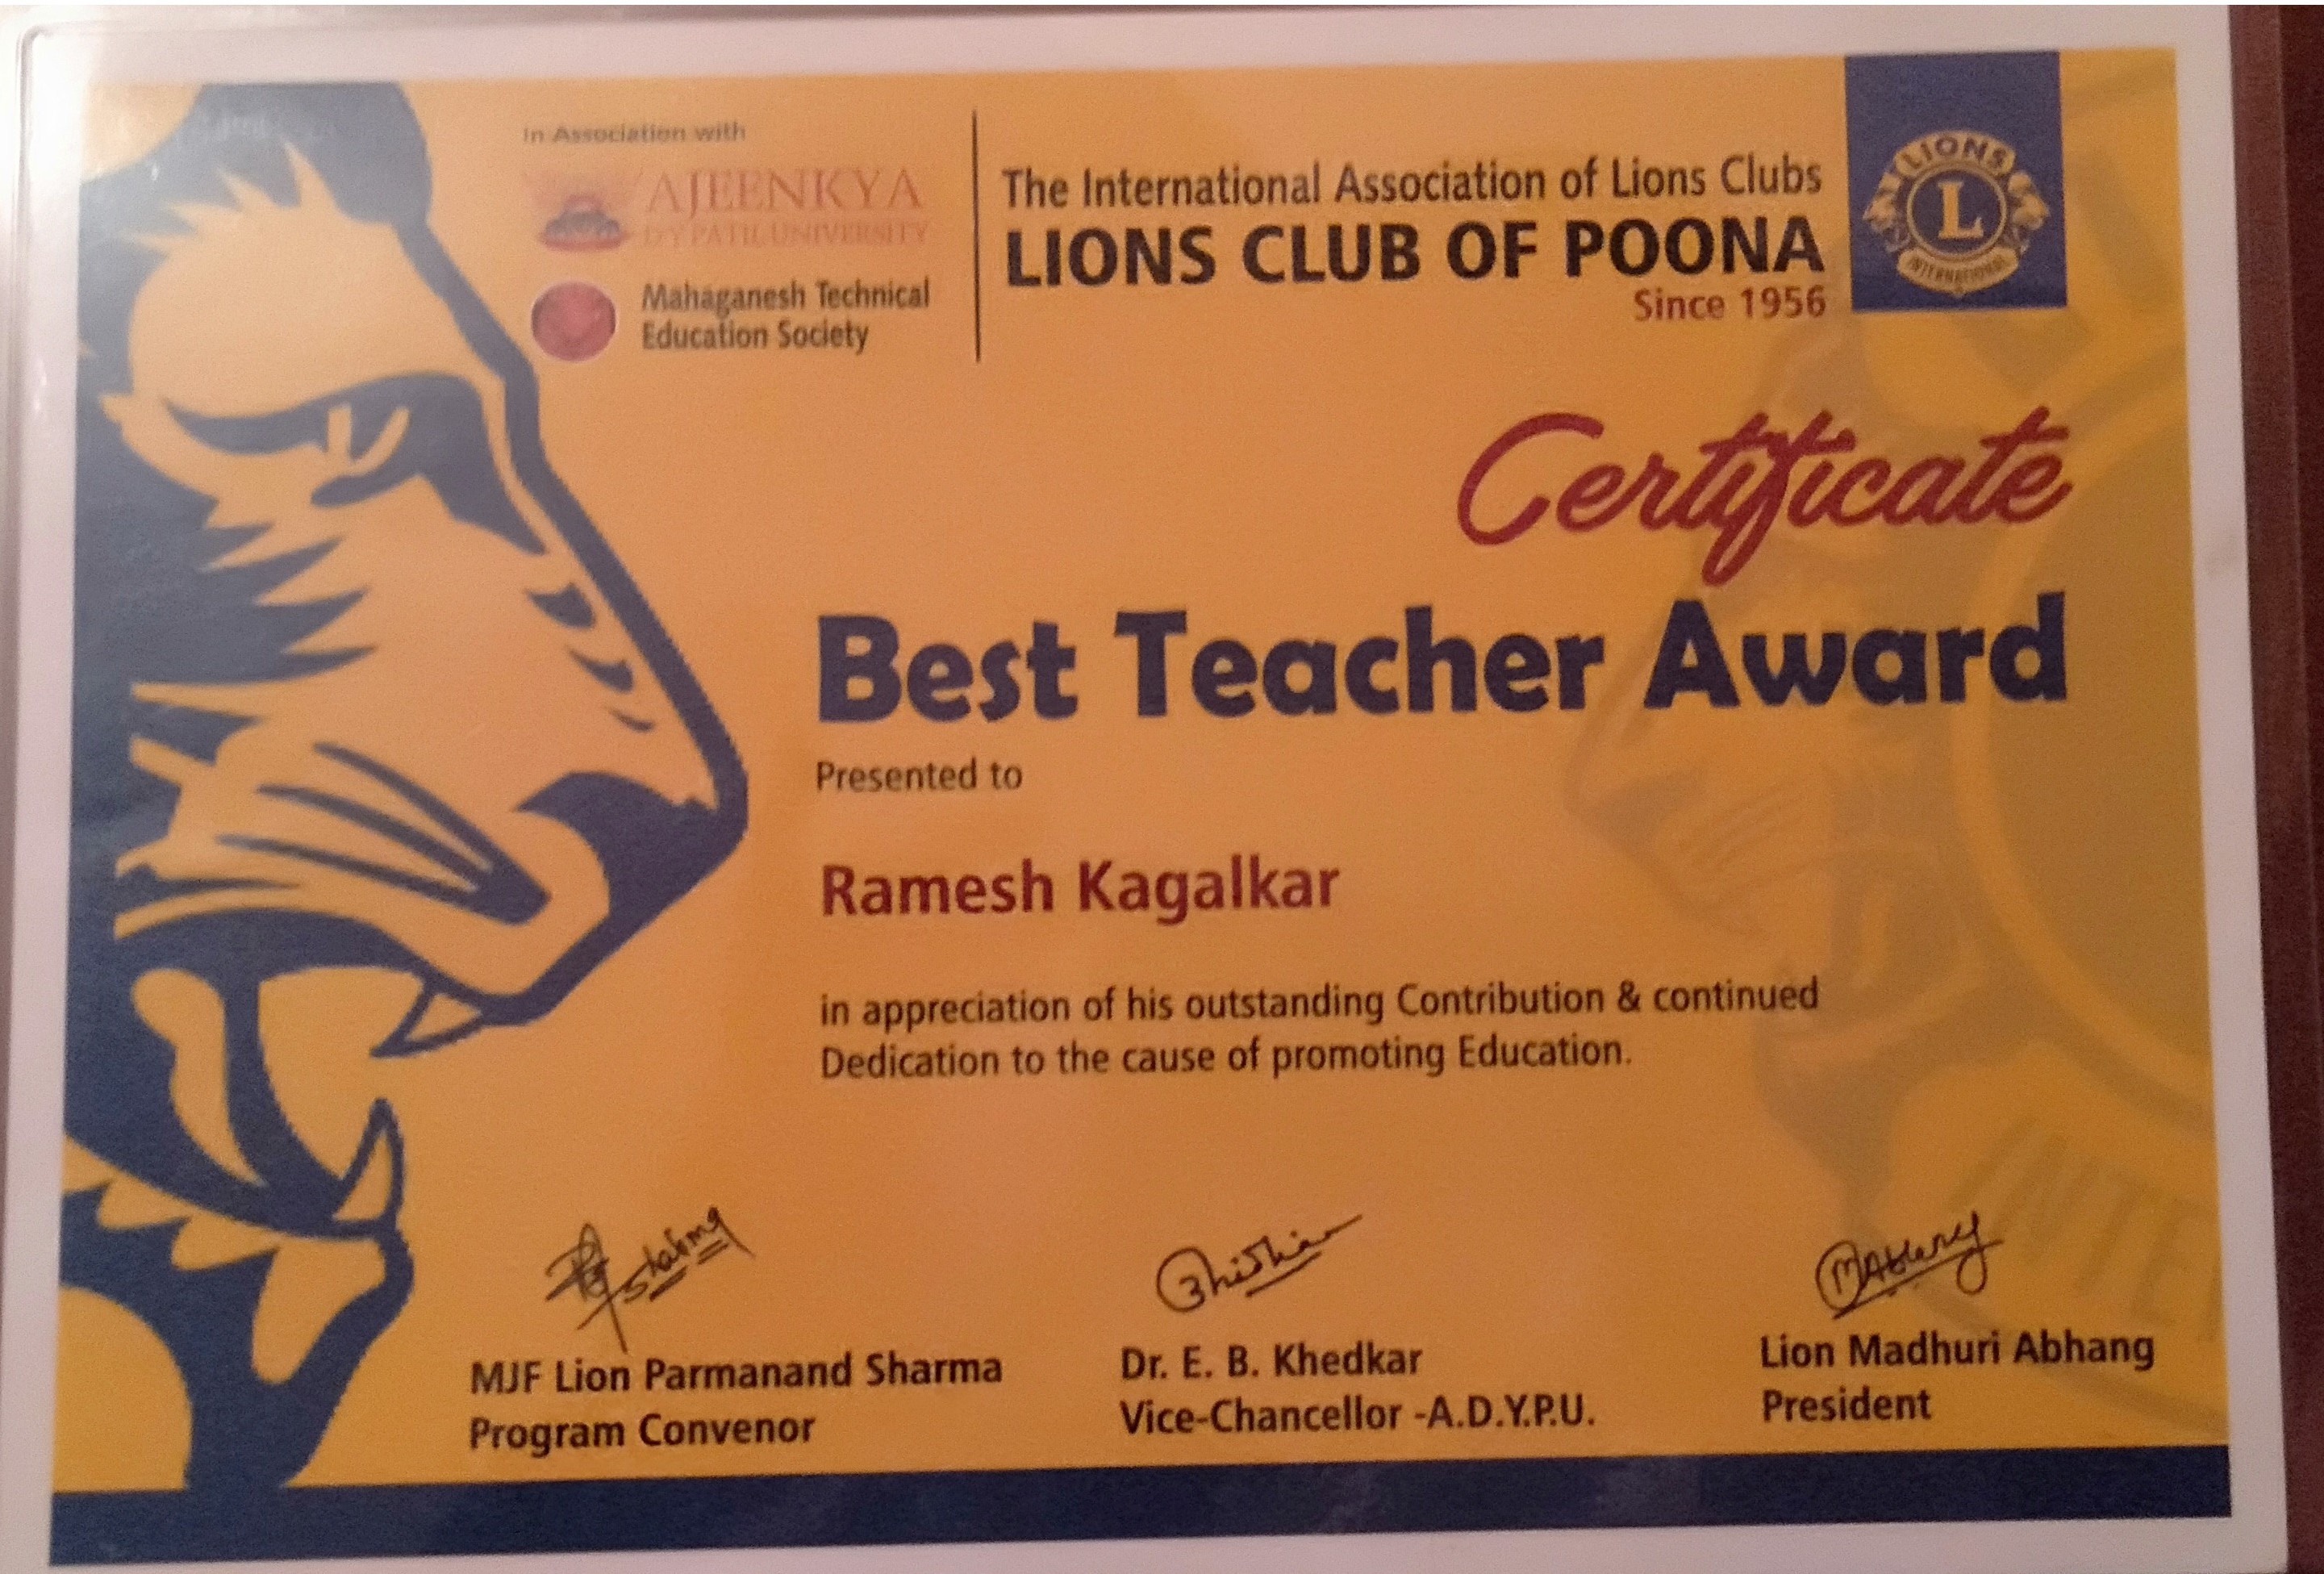 In Association with
AJEENKYA
D Y PATIL UNIVERSITY
Mahaganesh Technical
Education Society
The International Association of Lions Clubs
LIONS CLUB OF POONA
Since 1956
LIONS
L
INTERNATIONAL
Certificate
Best Teacher Award
Presented to
Ramesh Kagalkar
in appreciation of his outstanding Contribution & continued
Dedication to the cause of promoting Education.
MJF Lion Parmanand Sharma
Program Convenor
Dr. E. B. Khedkar
Vice-Chancellor -A.D.Y.P.U.
Lion Madhuri Abhang
President
INTE